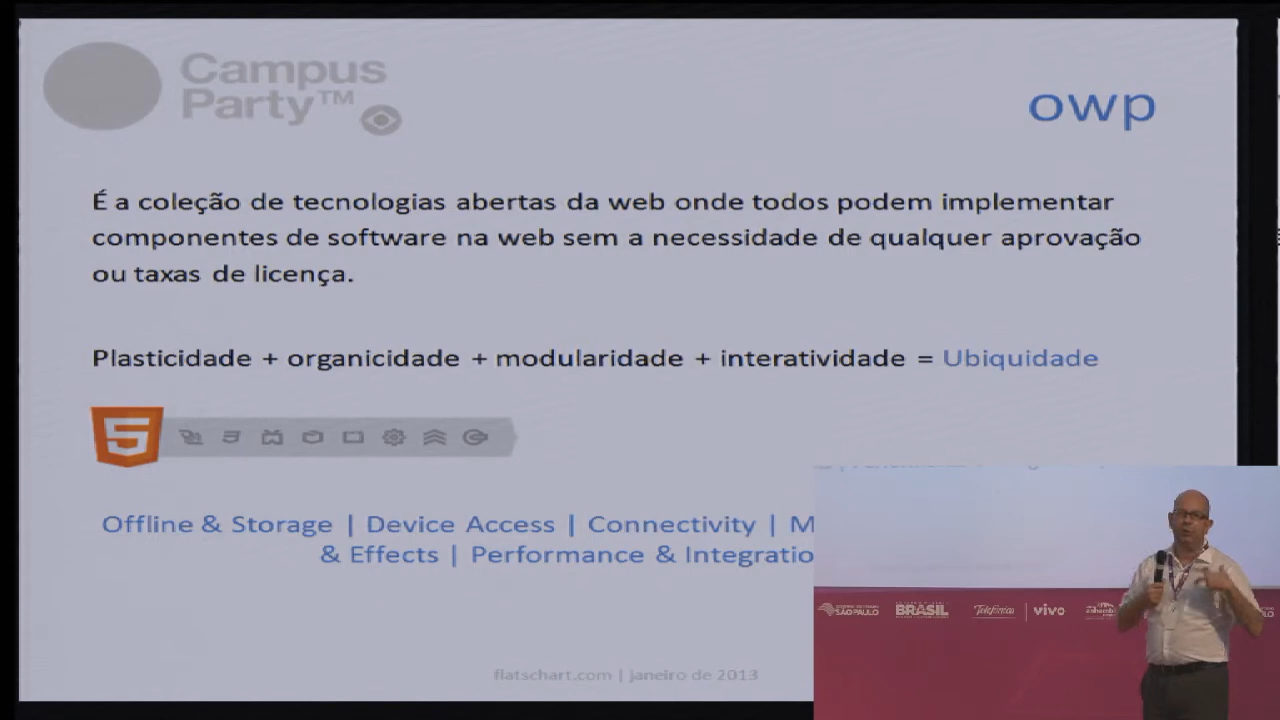 Campus
Party™
owp
É a coleção de tecnologias abertas da web onde todos podem implementar
componentes de software na web sem a necessidade de qualquer aprovação
ou taxas de licença.
Plasticidade + organicidade + modularidade + interatividade = Ubiquidade
5
Offline & Storage | Device Access | Connectivity | M
& Effects | Performance & Integratio
flatschart.com | janeiro de 2013
SÃO PAULO
BRASIL
Telefónica | vivo